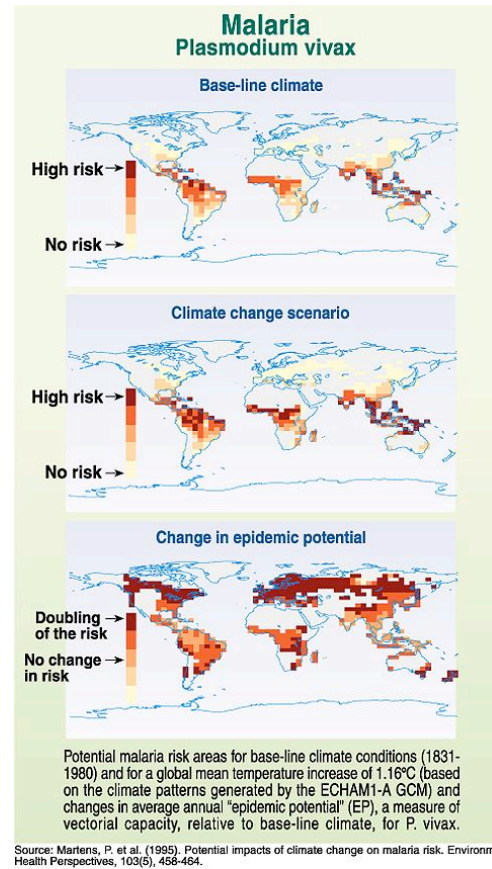 Malaria
Plasmodium vivax
Base-line climate
High risk
No risk
Climate change scenario
High risk
No risk
Change in epidemic potential
Doubling
of the risk
No change
in risk
Potential malaria risk areas for base-line climate conditions (1831-
1980) and for a global mean temperature increase of 1.16ºC (based
on the climate patterns generated by the ECHAM1-A GCM) and
changes in average annual “epidemic potential” (EP), a measure of
vectorial capacity, relative to base-line climate, for P. vivax.
Source: Martens, P. et al. (1995). Potential impacts of climate change on malaria risk. Environm
Health Perspectives, 103(5), 458-464.